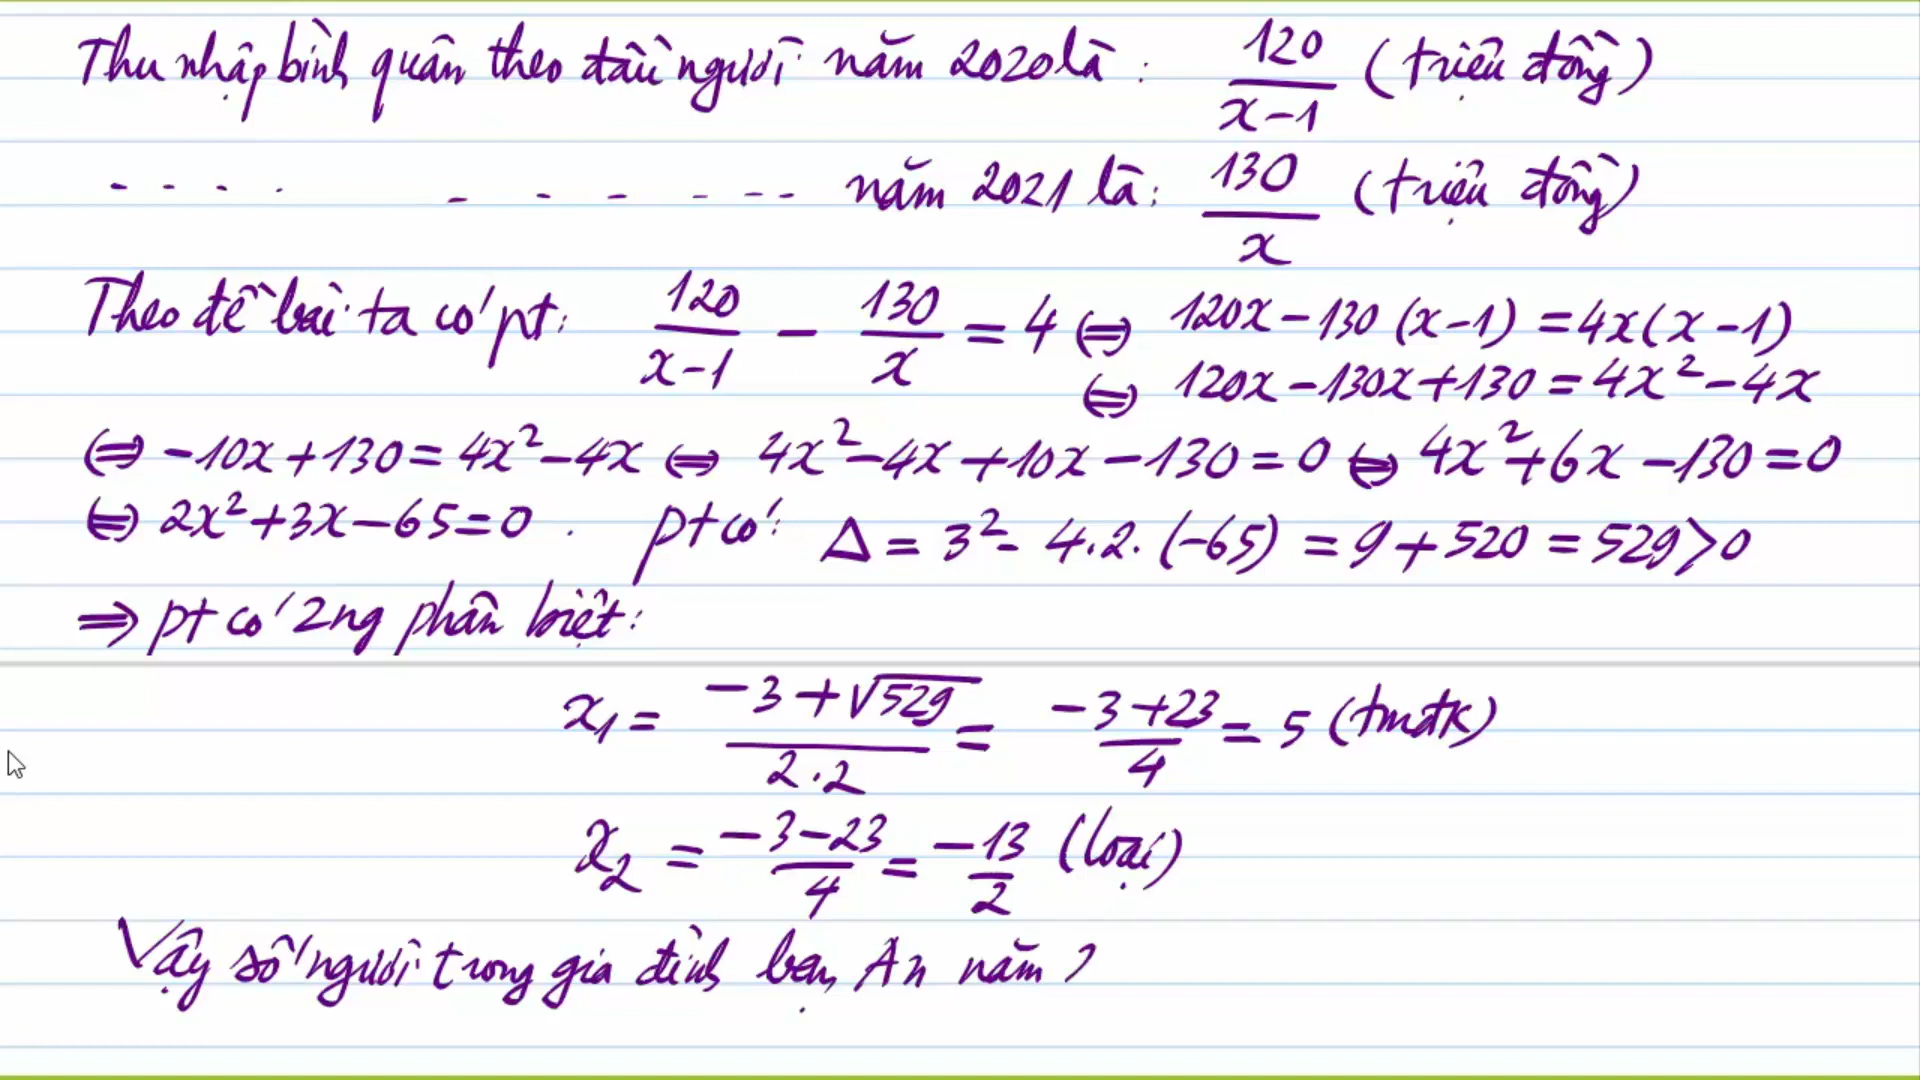 Thu nhập bình quân theo đầu người năm 2020 là : 120/(x-1) (triệu đồng)
- - - . - - - - -- năm 2021 là: 130/x (triệu đồng)
Theo đề bài ta có pt: 120/(x-1) - 130/x = 4 ⇔ 120x - 130 (x-1) = 4x(x-1)
⇔ 120x - 130x + 130 = 4x² - 4x
⇔ -10x + 130 = 4x² - 4x ⇔ 4x² - 4x + 10x - 130 = 0 ⇔ 4x² + 6x - 130 = 0
⇔ 2x² + 3x - 65 = 0 . pt có: Δ = 3² - 4.2.(-65) = 9 + 520 = 529 > 0
⇒ pt có 2 ng phân biệt:
x₁ = (-3 + √529)/(2.2) = (-3 + 23)/4 = 5 (tmđk)
x₂ = (-3 - 23)/4 = -13/2 (loại)
Vậy số người trong gia đình bạn An năm